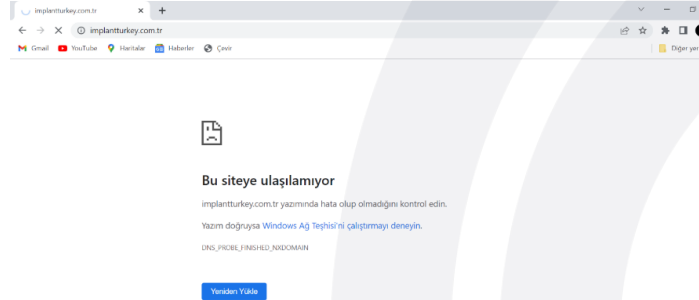 implantturkey.com.tr
implantturkey.com.tr
Gmail YouTube Haritalar Haberler Çevir Diğer yer
Bu siteye ulaşılamıyor
implantturkey.com.tr yazımında hata olup olmadığını kontrol edin.
Yazım doğruysa Windows Ağ Teşhisi'ni çalıştırmayı deneyin.
DNS_PROBE_FINISHED_NXDOMAIN
Yeniden Yükle